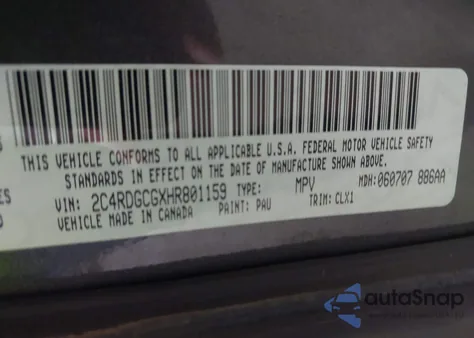 THIS VEHICLE CONFORMS TO ALL APPLICABLE U.S.A. FEDERAL MOTOR VEHICLE SAFETY
STANDARDS IN EFFECT ON THE DATE OF MANUFACTURE SHOWN ABOVE.
VIN: 2C4RDGCGXHR801159 TYPE: MPV MDH: 060707 886AA
VEHICLE MADE IN CANADA PAINT: PAU TRIM: CLX1
autoSnap